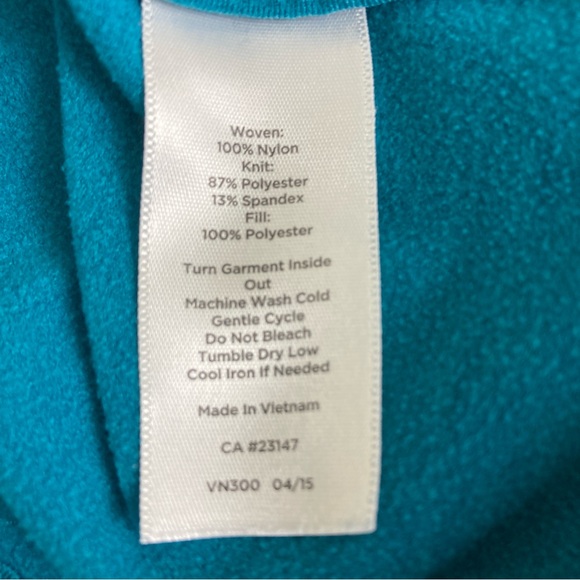 Woven:
100% Nylon
Knit:
87% Polyester
13% Spandex
Fill:
100% Polyester
Turn Garment Inside
Out
Machine Wash Cold
Gentle Cycle
Do Not Bleach
Tumble Dry Low
Cool Iron If Needed
Made In Vietnam
CA #23147
VN300 04/15